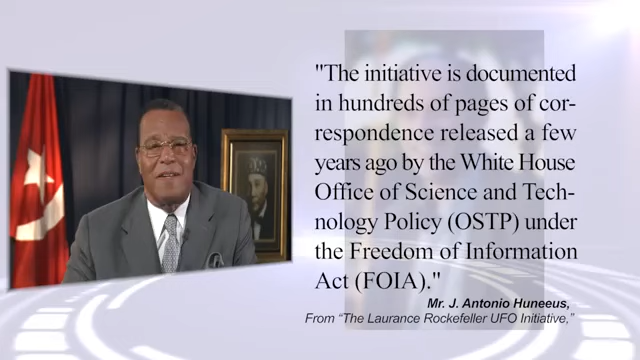 "The initiative is documented
in hundreds of pages of cor-
respondence released a few
years ago by the White House
Office of Science and Tech-
nology Policy (OSTP) under
the Freedom of Information
Act (FOIA)."
Mr. J. Antonio Huneeus,
From “The Laurance Rockefeller UFO Initiative,”